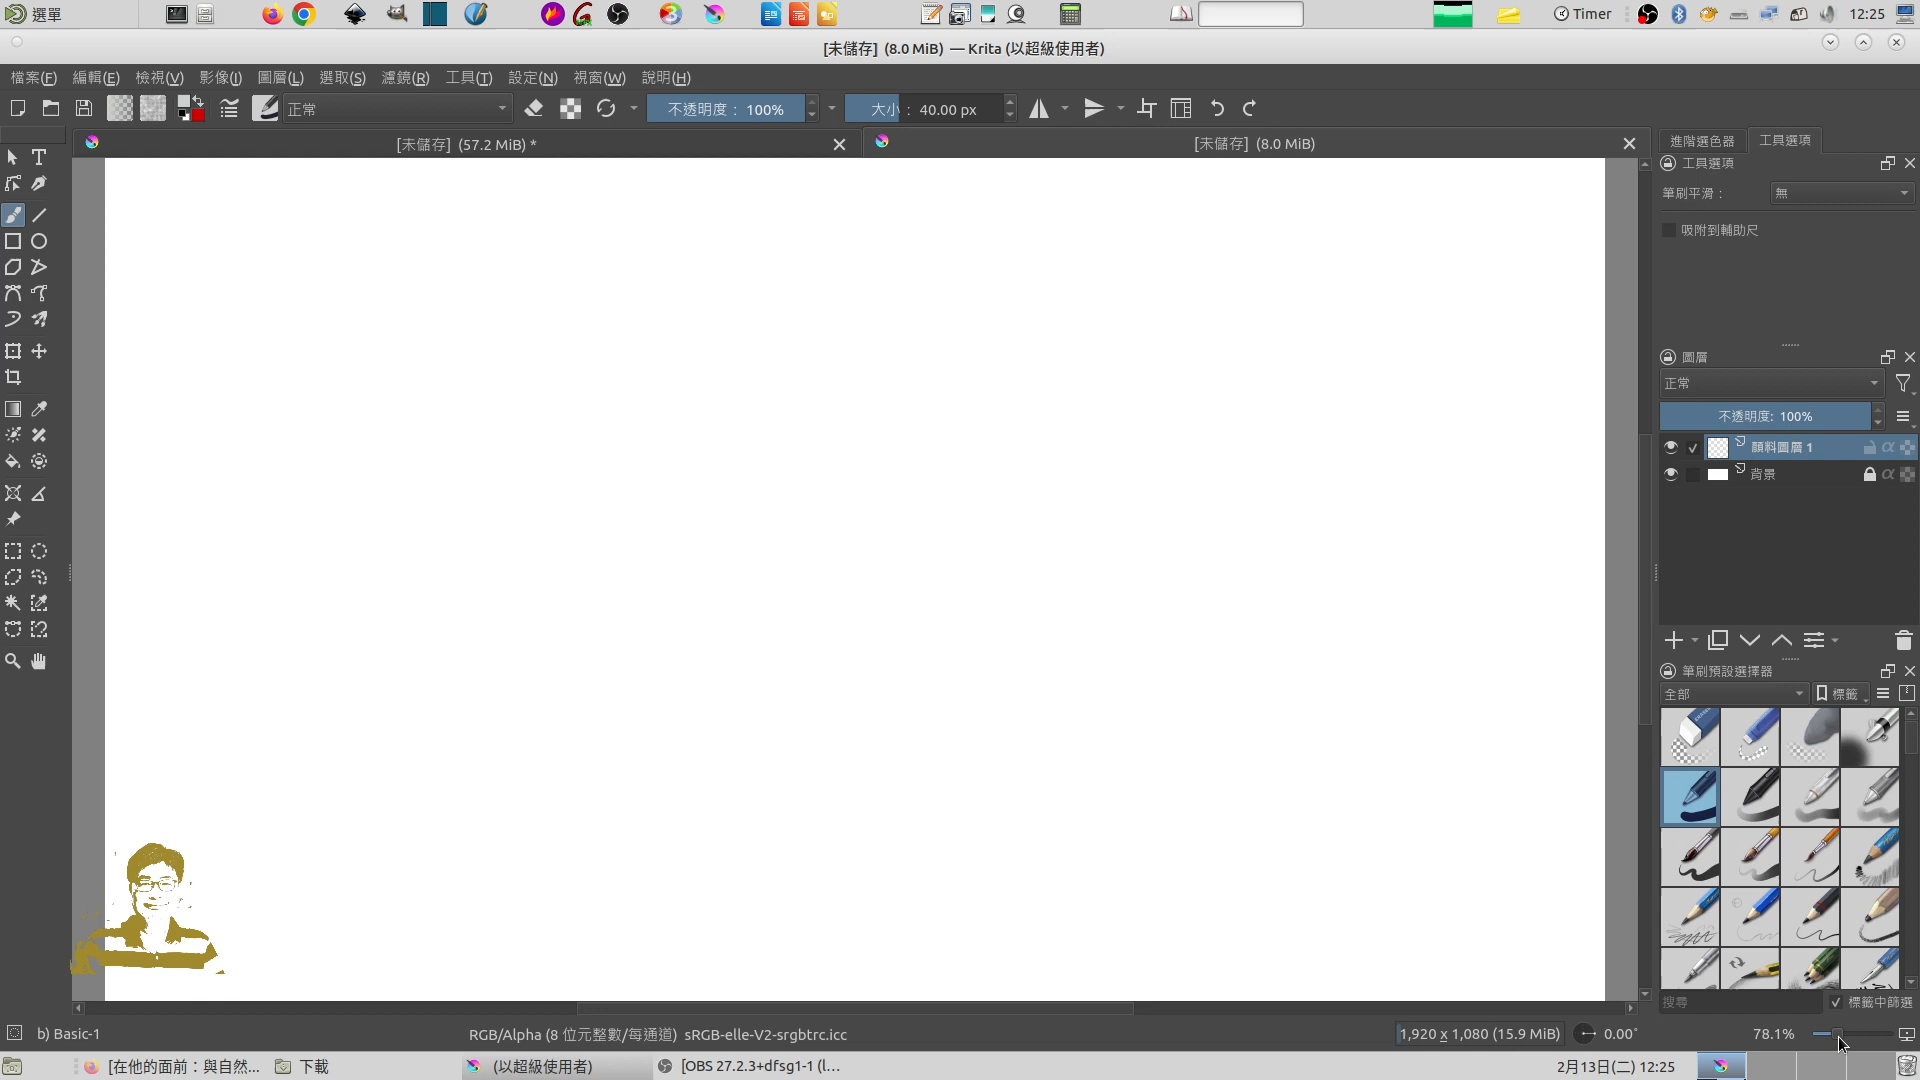 選單
Timer
12:25
[未儲存] (8.0 MiB) — Krita (以超級使用者)
檔案(F) 編輯(E) 檢視(V) 影像(I) 圖層(L) 選取(S) 濾鏡(R) 工具(T) 設定(N) 視窗(W) 說明(H)
正常
不透明度： 100%
大小： 40.00 px
[未儲存] (57.2 MiB) *
[未儲存] (8.0 MiB)
進階選色器 工具選項
工具選項
筆刷平滑： 無
吸附到輔助尺
圖層
正常
不透明度: 100%
顏料圖層 1
背景
筆刷預設選擇器
全部 標籤
搜尋 標籤中篩選
b) Basic-1
RGB/Alpha (8 位元整數/每通道) sRGB-elle-V2-srgbtrc.icc
1,920 x 1,080 (15.9 MiB)
0.00°
78.1%
[在他的面前：與自然...
下載
(以超級使用者)
[OBS 27.2.3+dfsg1-1 (l...
2月13日(二) 12:25